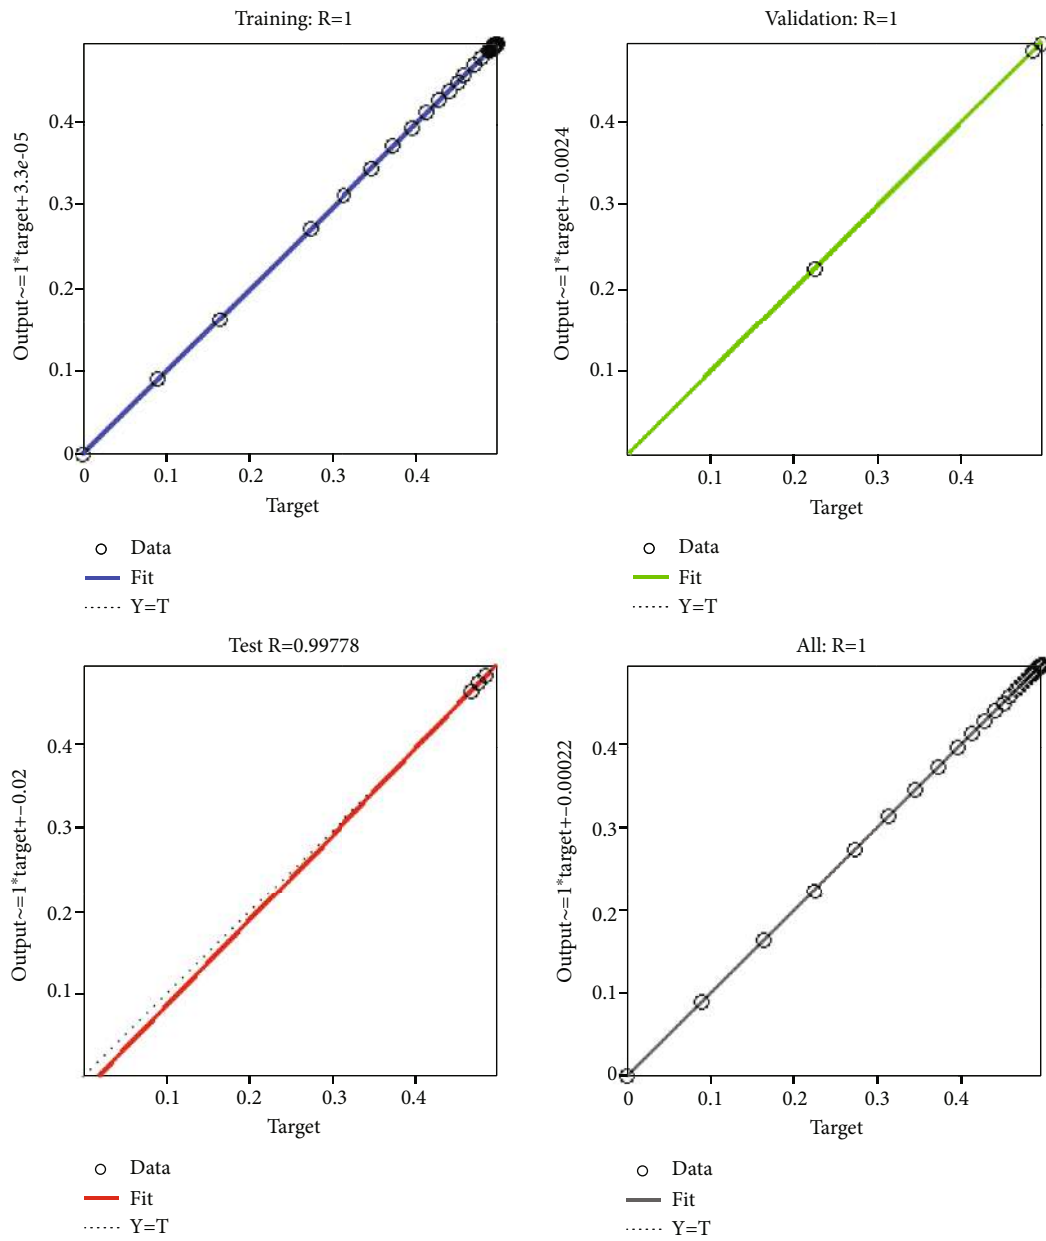 Training: R=1
Output~=1*target+3.3e-05
0.4
0.3
0.2
0.1
0
0 0.1 0.2 0.3 0.4
Target
Data
Fit
Y=T
Validation: R=1
Output~=1*target+−0.0024
0.4
0.3
0.2
0.1
0.1 0.2 0.3 0.4
Target
Data
Fit
Y=T
Test R=0.99778
Output~=1*target+−0.02
0.4
0.3
0.2
0.1
0.1 0.2 0.3 0.4
Target
Data
Fit
Y=T
All: R=1
Output~=1*target+−0.00022
0.4
0.3
0.2
0.1
0
0 0.1 0.2 0.3 0.4
Target
Data
Fit
Y=T